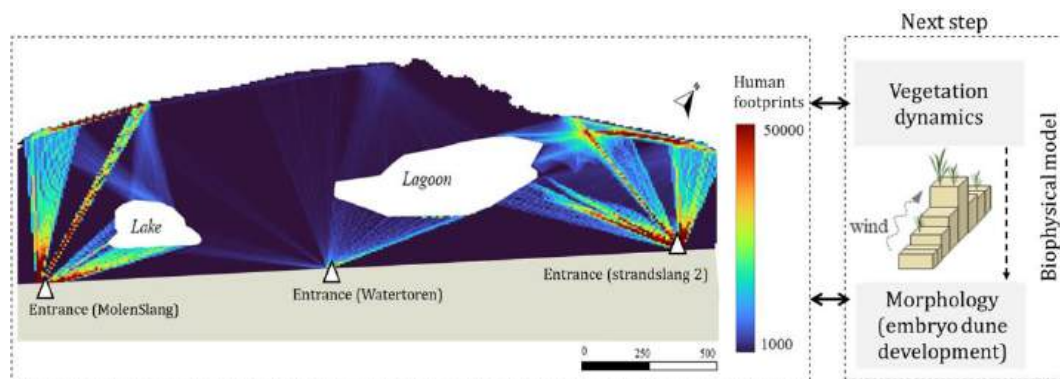 Next step
Human
footprints
50000
1000
Lake
Lagoon
Entrance (MolenSlang)
Entrance (Watertoren)
Entrance (strandslang 2)
0 250 500
Vegetation
dynamics
wind
Morphology
(embryo dune
development)
Biophysical model